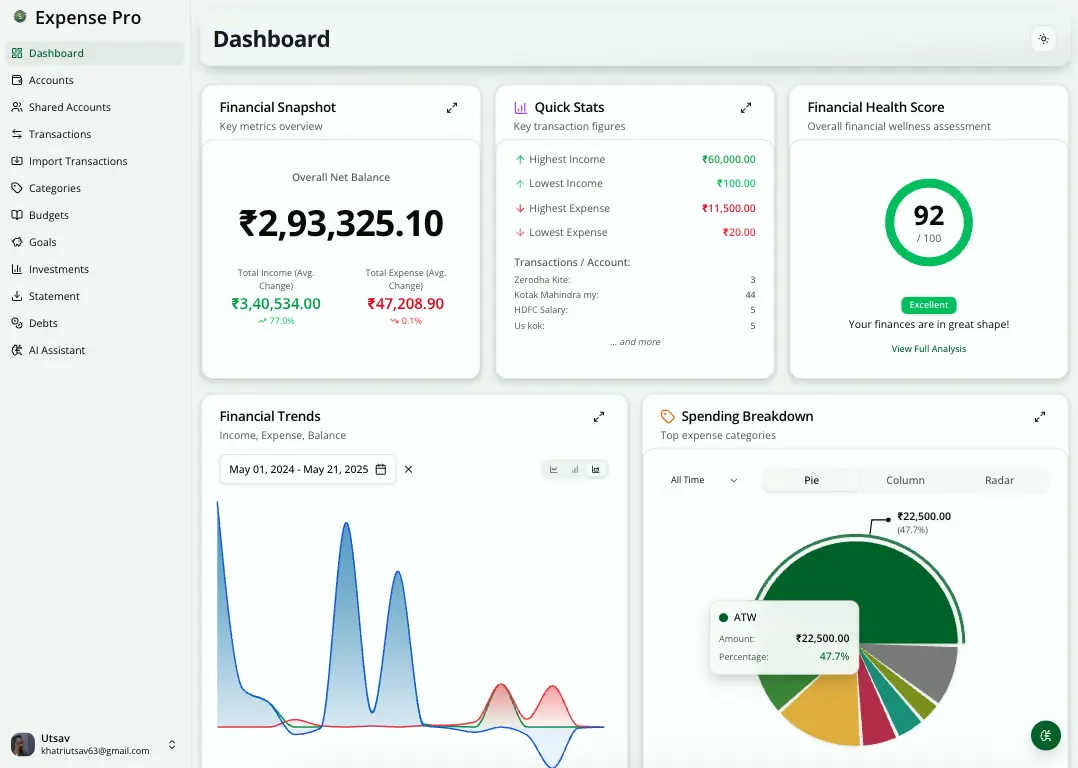 Expense Pro
Dashboard
Accounts
Shared Accounts
Transactions
Import Transactions
Categories
Budgets
Goals
Investments
Statement
Debts
AI Assistant
Utsav
khatriutsav63@gmail.com
Dashboard
Financial Snapshot
Key metrics overview
Overall Net Balance
₹2,93,325.10
Total Income (Avg. Change)
₹3,40,534.00
77.0%
Total Expense (Avg. Change)
₹47,208.90
0.1%
Quick Stats
Key transaction figures
Highest Income ₹60,000.00
Lowest Income ₹100.00
Highest Expense ₹11,500.00
Lowest Expense ₹20.00
Transactions / Account:
Zerodha Kite: 3
Kotak Mahindra my: 44
HDFC Salary: 5
Us kok: 5
... and more
Financial Health Score
Overall financial wellness assessment
92
/ 100
Excellent
Your finances are in great shape!
View Full Analysis
Financial Trends
Income, Expense, Balance
May 01, 2024 - May 21, 2025
Spending Breakdown
Top expense categories
All Time
Pie Column Radar
₹22,500.00
(47.7%)
ATW
Amount: ₹22,500.00
Percentage: 47.7%